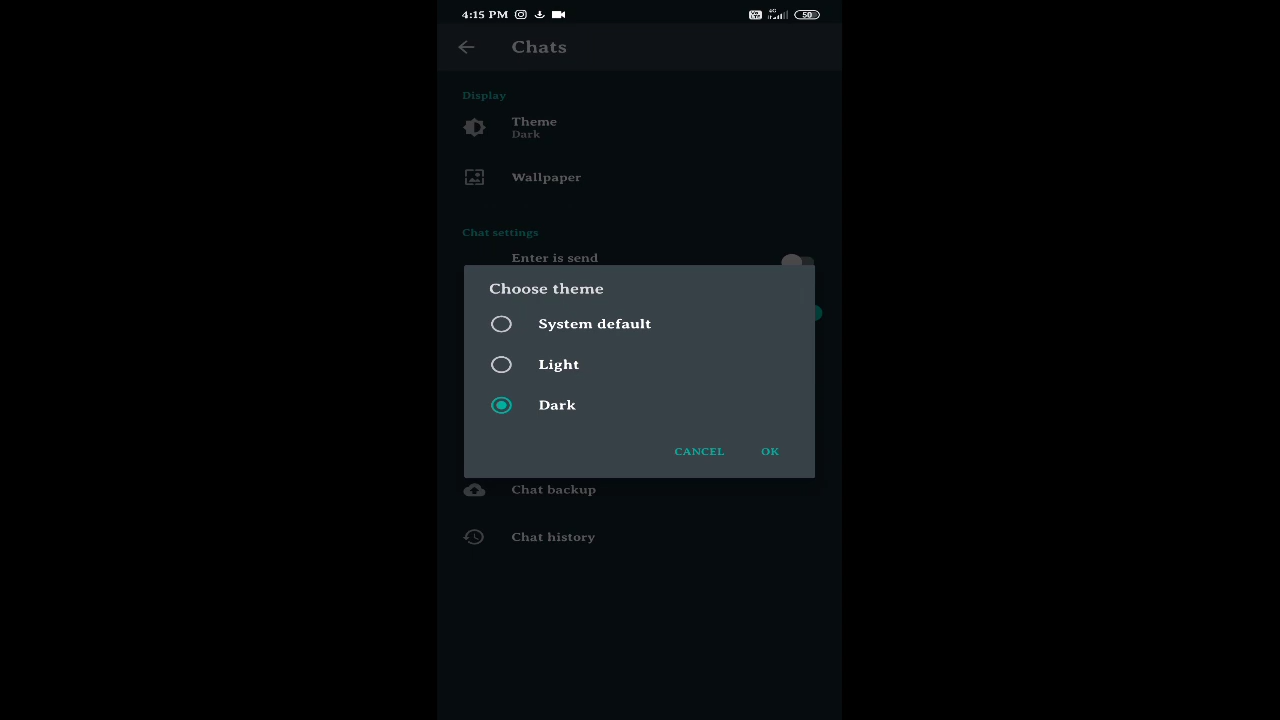 4:15 PM
50
Chats
Display
Theme
Dark
Wallpaper
Chat settings
Enter is send
Choose theme
System default
Light
Dark
CANCEL OK
Chat backup
Chat history